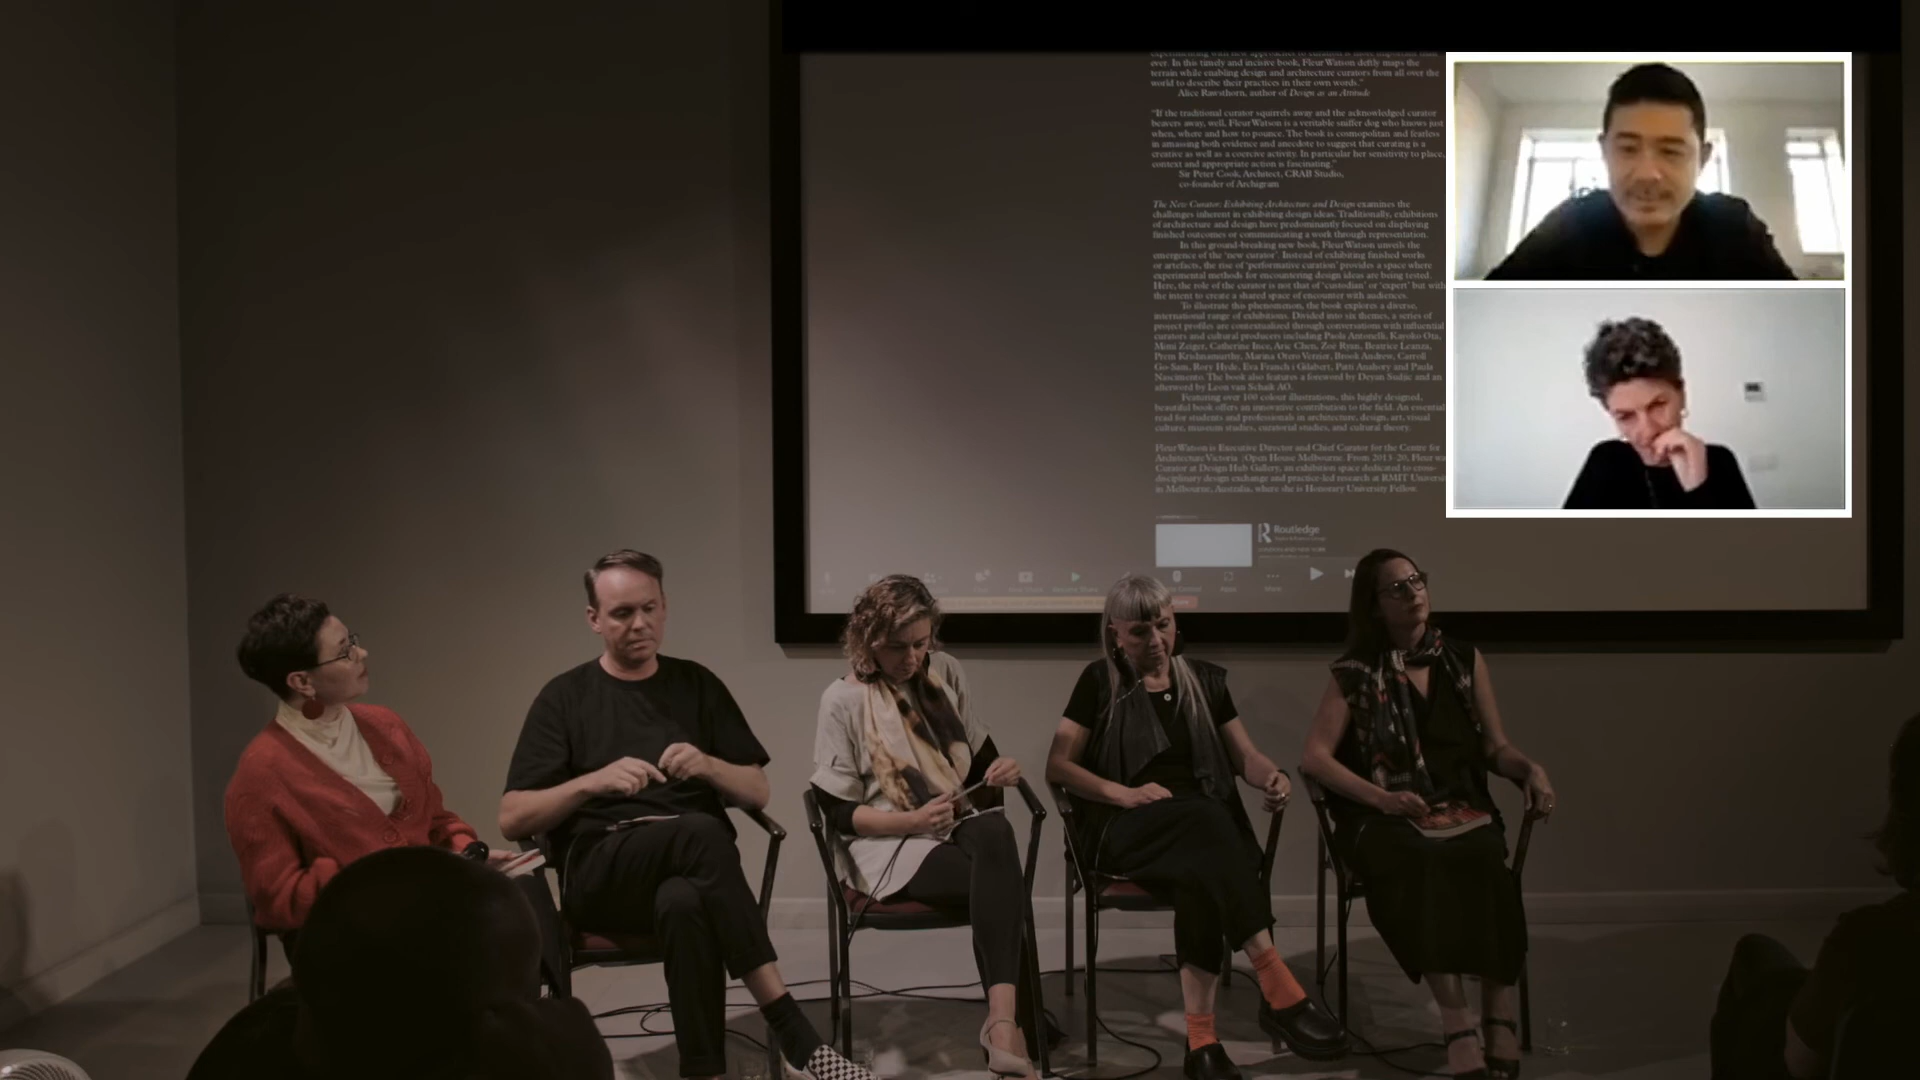 ever. In this timely and incisive book, Fleur Watson deftly maps the
terrain while enabling design and architecture curators from all over the
world to describe their practices in their own words."
Alice Rawsthorn, author of Design as an Attitude
"If the traditional curator squirrels away and the acknowledged curator
beavers away, well, Fleur Watson is a veritable sniffer dog who knows just
when, where and how to pounce. The book is cosmopolitan and fearless
in amassing both evidence and anecdote to suggest that curating is a
creative as well as a coercive activity. In particular her sensitivity to place,
context and appropriate action is fascinating."
Sir Peter Cook, Architect, CRAB Studio,
co-founder of Archigram
The New Curator: Exhibiting Architecture and Design examines the
challenges inherent in exhibiting design ideas. Traditionally, exhibitions
of architecture and design have predominantly focused on displaying
finished outcomes or communicating a work through representation.
In this ground-breaking new book, Fleur Watson unveils the
emergence of the 'new curator'. Instead of exhibiting finished works
or artefacts, the rise of 'performative curation' provides a space where
experimental methods for encountering design ideas are being tested.
Here, the role of the curator is not that of 'custodian' or 'expert' but with
the intent to create a shared space of encounter with audiences.
To illustrate this phenomenon, the book explores a diverse,
international range of exhibitions. Divided into six themes, a series of
project profiles are contextualised through conversations with influential
curators and cultural producers including Paola Antonelli, Kayoko Ota,
Mimi Zeiger, Catherine Ince, Aric Chen, Zoë Ryan, Beatrice Leanza,
Prem Krishnamurthy, Marina Otero Verzier, Brook Andrew, Carroll
Go-Sam, Rory Hyde, Eva Franch i Gilabert, Patti Anahory and Paula
Nascimento. The book also features a foreword by Deyan Sudjic and an
afterword by Leon van Schaik AO.
Featuring over 100 colour illustrations, this highly designed,
beautiful book offers an innovative contribution to the field. An essential
read for students and professionals in architecture, design, art, visual
culture, museum studies, curatorial studies, and cultural theory.
Fleur Watson is Executive Director and Chief Curator for the Centre for
Architecture Victoria | Open House Melbourne. From 2013-20, Fleur wa
Curator at Design Hub Gallery, an exhibition space dedicated to cross-
disciplinary design exchange and practice-led research at RMIT Universi
in Melbourne, Australia, where she is Honorary University Fellow.
Routledge
Apps
More